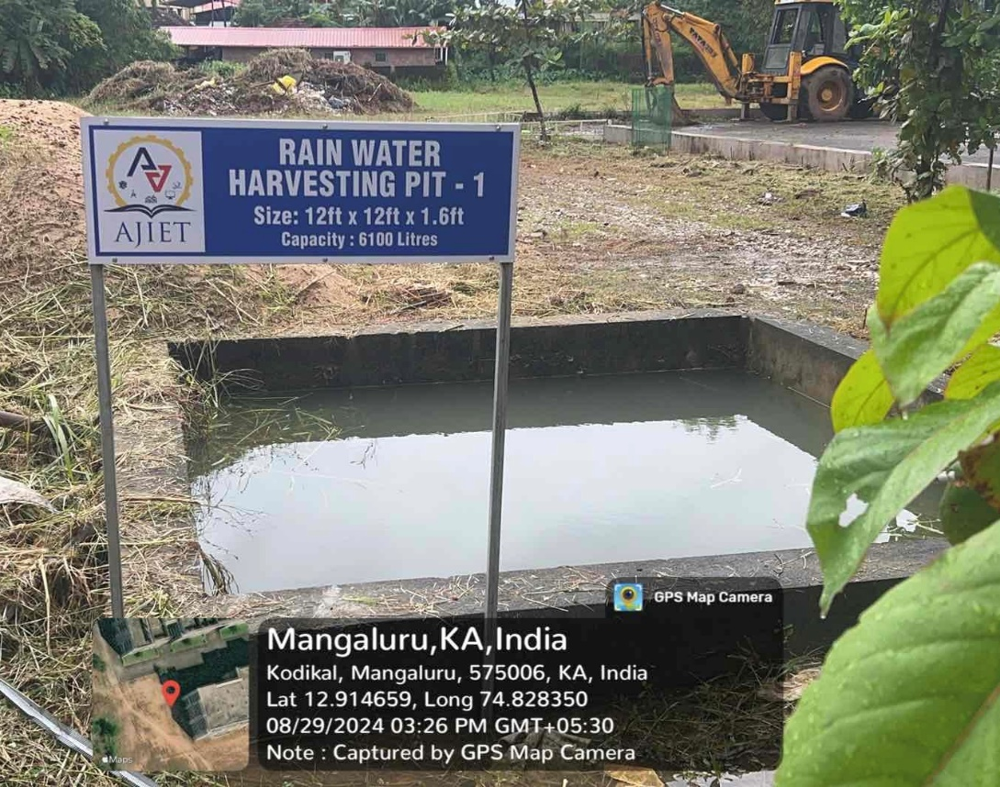 RAIN WATER
HARVESTING PIT - 1
Size: 12ft x 12ft x 1.6ft
Capacity : 6100 Litres
AJIET
TATA
GPS Map Camera
Mangaluru,KA,India
Kodikal, Mangaluru, 575006, KA, India
Lat 12.914659, Long 74.828350
08/29/2024 03:26 PM GMT+05:30
Note : Captured by GPS Map Camera
Maps